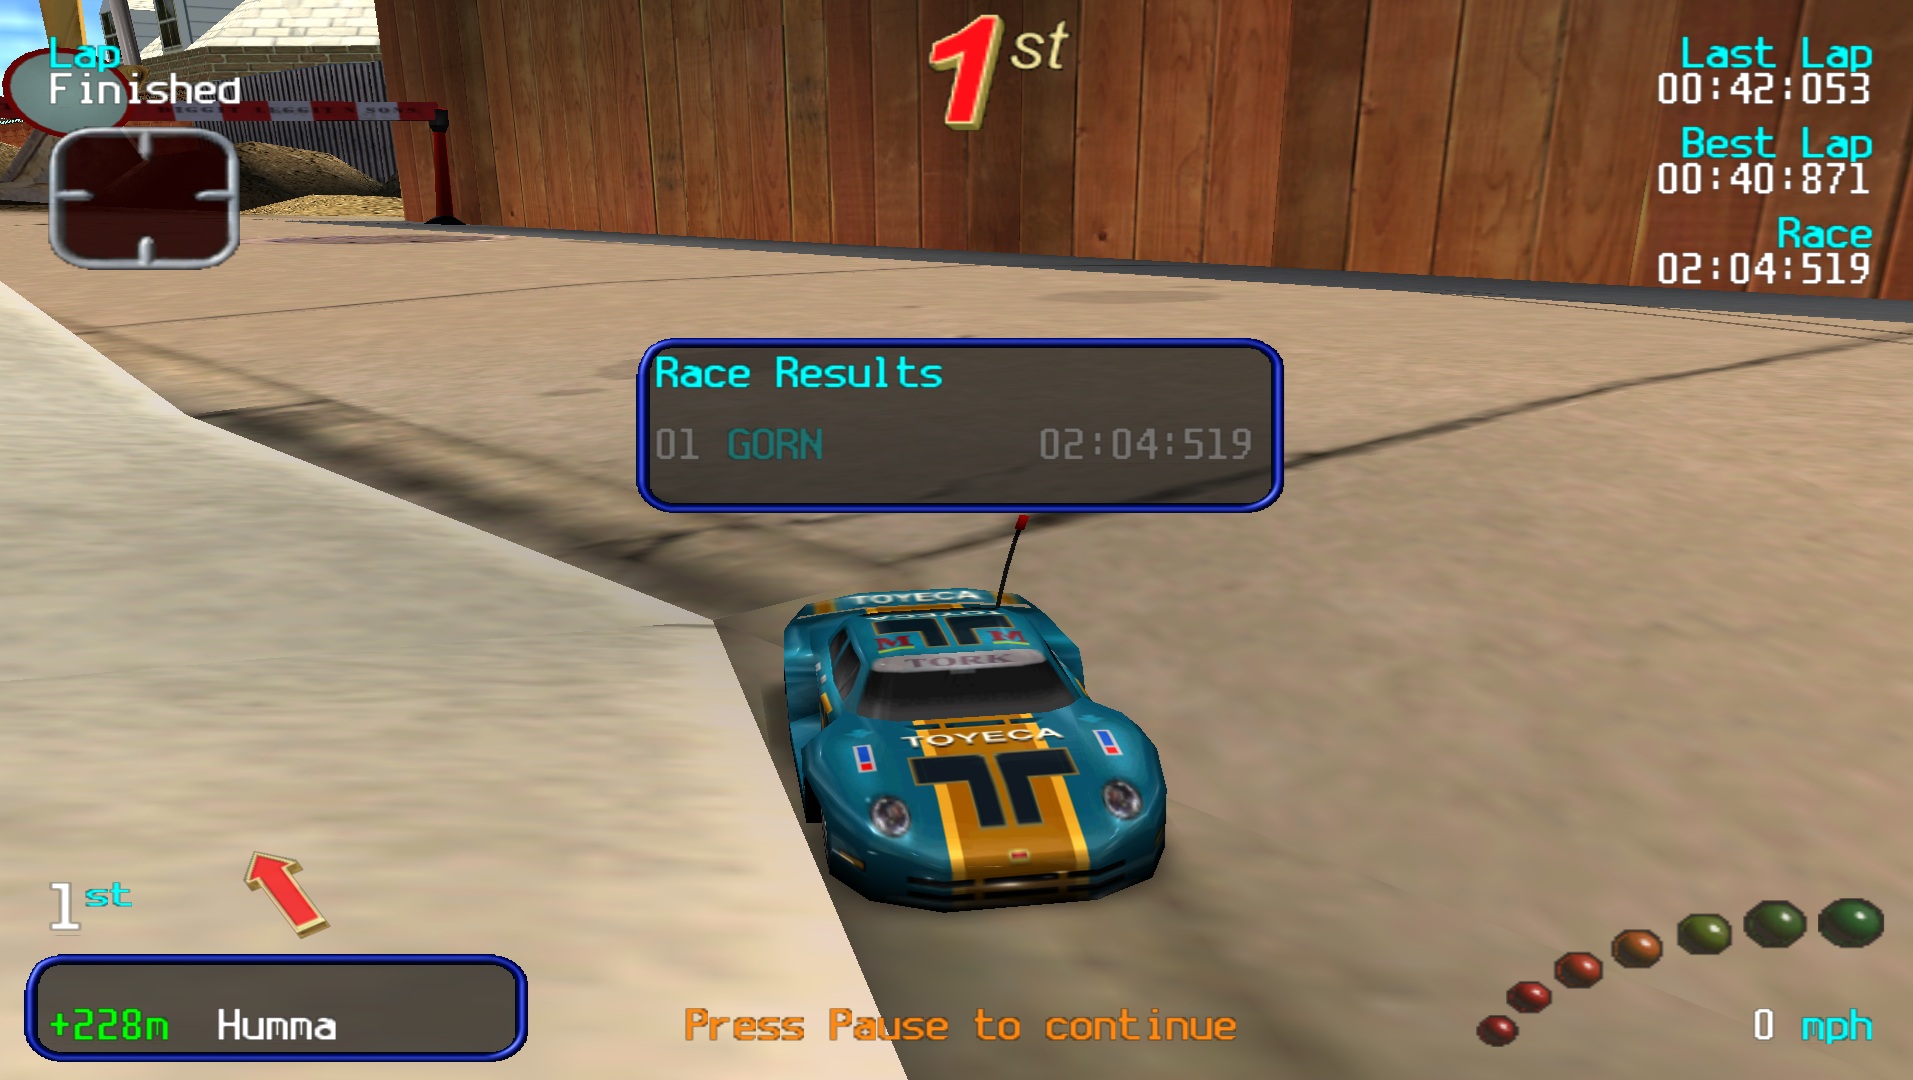 Lap
Finished
1st
Last Lap
00:42:053
Best Lap
00:40:871
Race
02:04:519
Race Results
01 GORN 02:04:519
TOYECA
M M
TORK
TOYECA
1st
+228m Humma
Press Pause to continue
0 mph